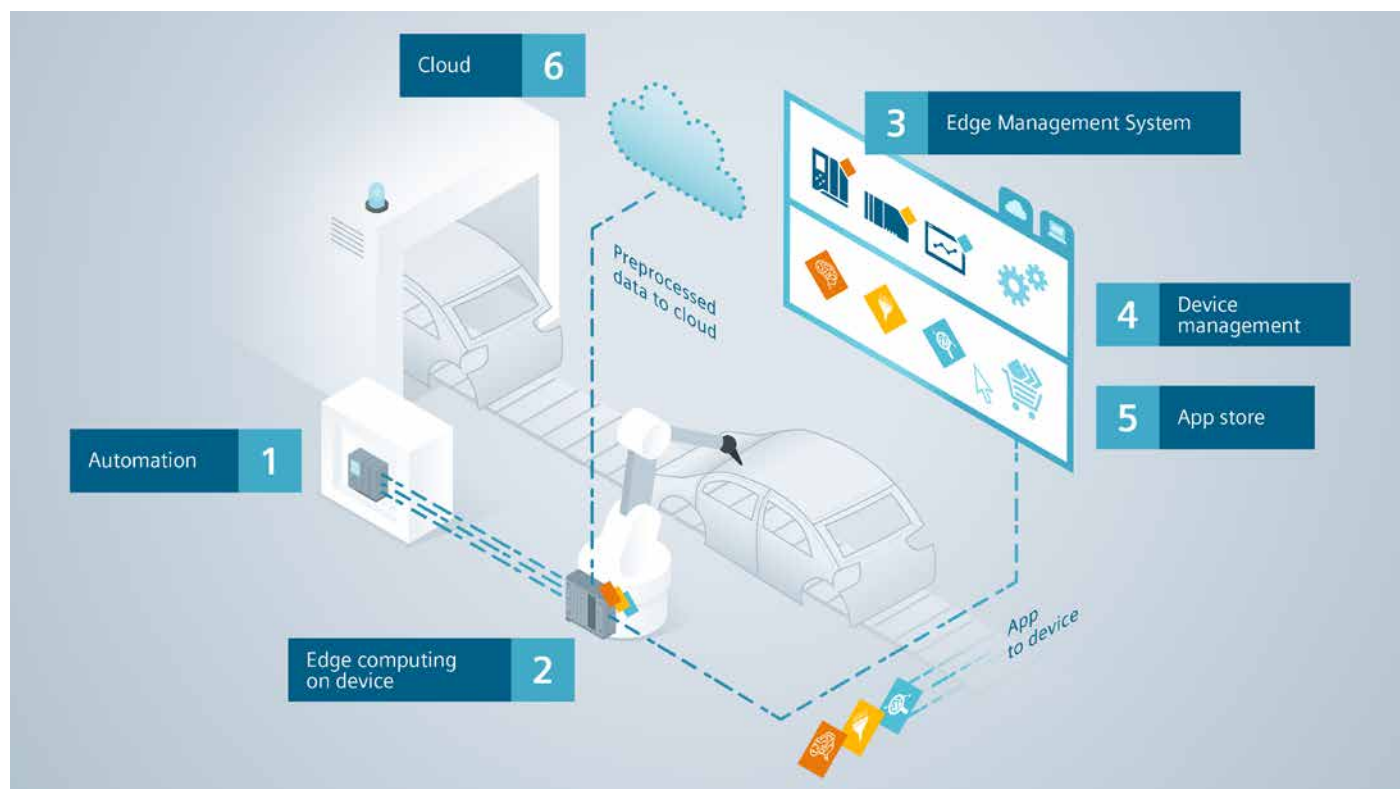 Cloud 6
3 Edge Management System
Preprocessed
data to cloud
4 Device
management
5 App store
Automation 1
App
to device
Edge computing
on device 2